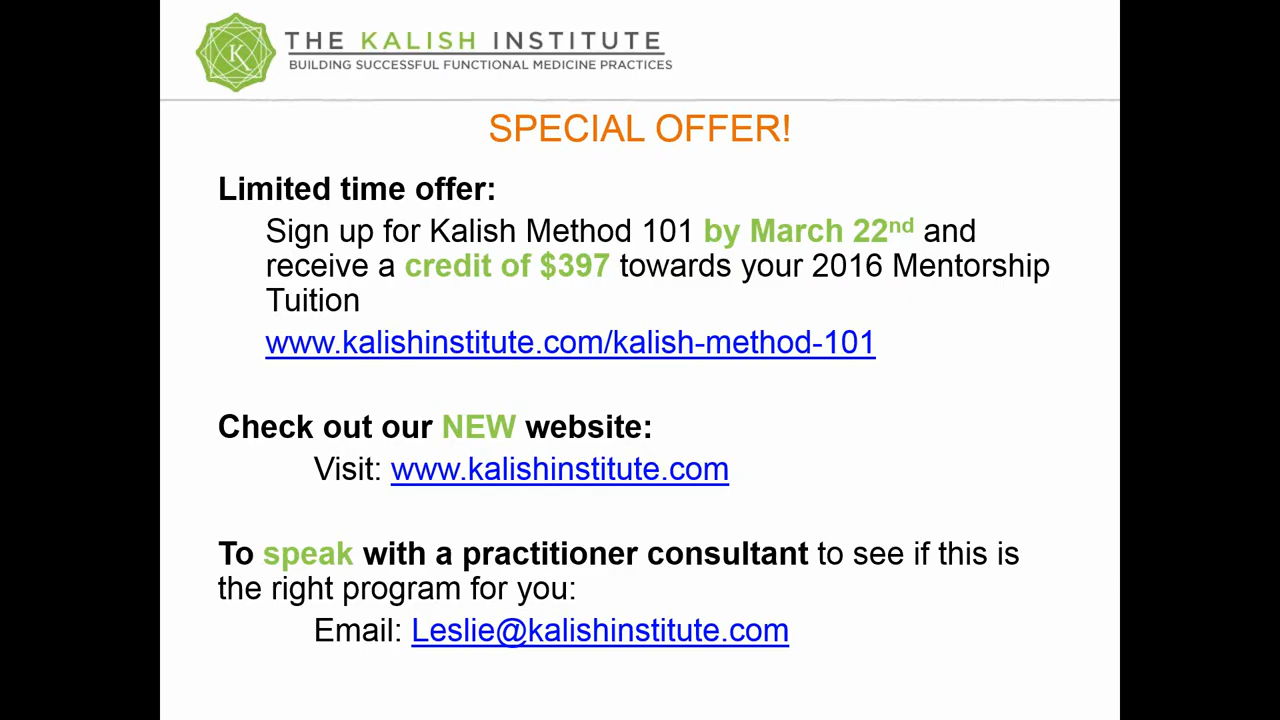 K
THE KALISH INSTITUTE
BUILDING SUCCESSFUL FUNCTIONAL MEDICINE PRACTICES
SPECIAL OFFER!
Limited time offer:
Sign up for Kalish Method 101 by March 22nd and
receive a credit of $397 towards your 2016 Mentorship
Tuition
www.kalishinstitute.com/kalish-method-101
Check out our NEW website:
Visit: www.kalishinstitute.com
To speak with a practitioner consultant to see if this is
the right program for you:
Email: Leslie@kalishinstitute.com